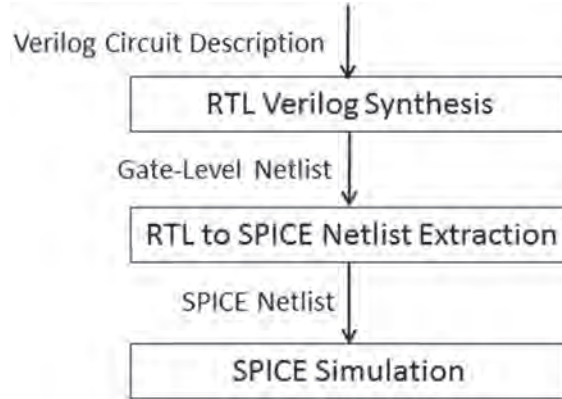 Verilog Circuit Description
RTL Verilog Synthesis
Gate-Level Netlist
RTL to SPICE Netlist Extraction
SPICE Netlist
SPICE Simulation